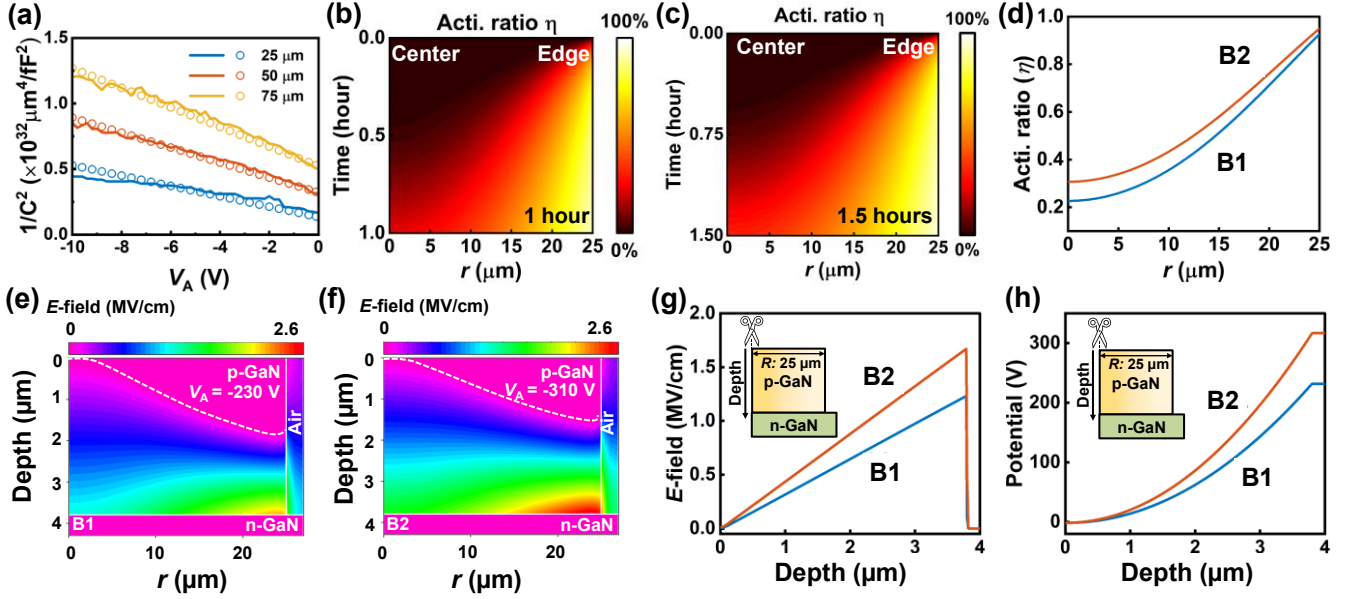 (a)
1.5
1.0
0.5
0.0
-10
-8
-6
-4
-2
0
1/C² (×10³²μm⁴/fF²)
V_A (V)
25 μm
50 μm
75 μm
(b)
Acti. ratio η
100%
0%
Center
Edge
0.0
0.5
1.0
Time (hour)
1 hour
0
5
10
15
20
25
r (μm)
(c)
Acti. ratio η
100%
0%
Center
Edge
0.00
0.75
1.50
Time (hour)
1.5 hours
0
5
10
15
20
25
r (μm)
(d)
1.0
0.8
0.6
0.4
0.2
Acti. ratio (η)
B2
B1
0
5
10
15
20
25
r (μm)
(e)
E-field (MV/cm)
0
2.6
0
1
2
3
4
Depth (μm)
p-GaN
V_A = -230 V
Air
B1
n-GaN
0
10
20
r (μm)
(f)
E-field (MV/cm)
0
2.6
0
1
2
3
4
Depth (μm)
p-GaN
V_A = -310 V
Air
B2
n-GaN
0
10
20
r (μm)
(g)
2.0
1.5
1.0
0.5
0.0
E-field (MV/cm)
Depth
R: 25 μm
p-GaN
n-GaN
B2
B1
0
1
2
3
4
Depth (μm)
(h)
300
200
100
0
Potential (V)
Depth
R: 25 μm
p-GaN
n-GaN
B2
B1
0
1
2
3
4
Depth (μm)